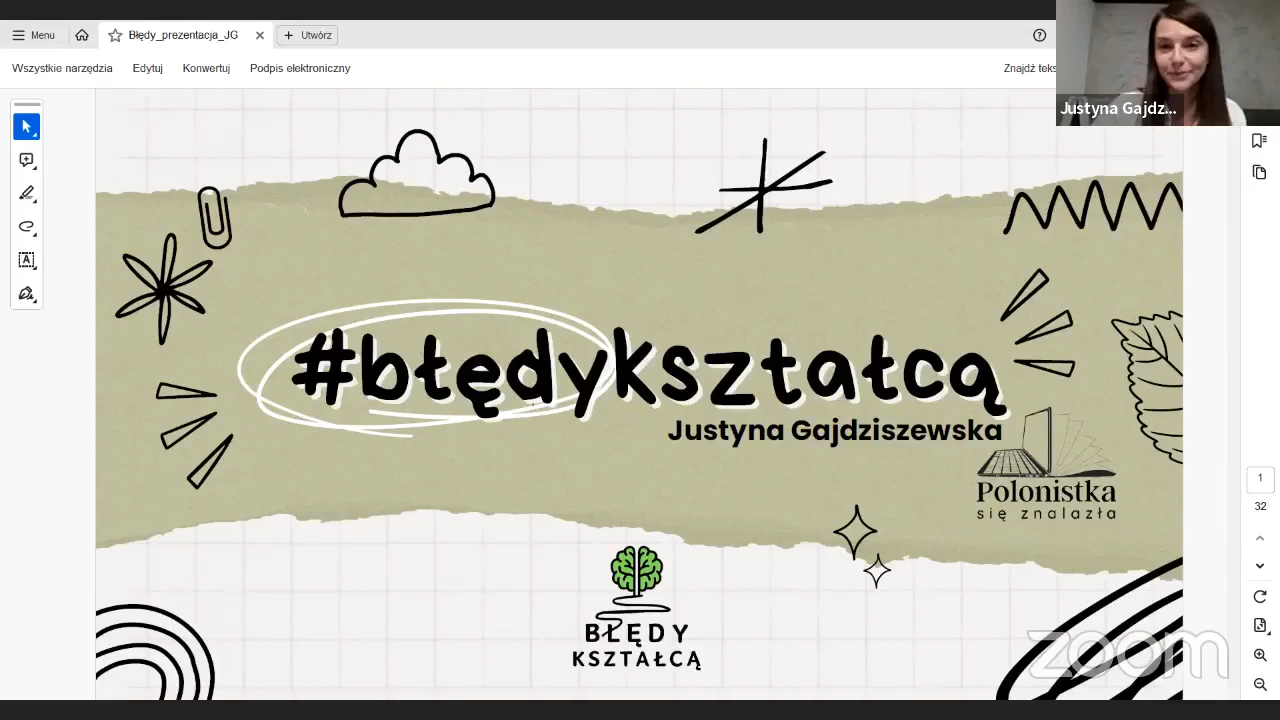 Menu
Błędy_prezentacja_JG
Utwórz
Wszystkie narzędzia
Edytuj
Konwertuj
Podpis elektroniczny
Znajdź teks
Justyna Gajdz...
#błędykształcą
Justyna Gajdziszewska
Polonistka
się znalazła
BŁĘDY
KSZTAŁCĄ
1
32
zoom